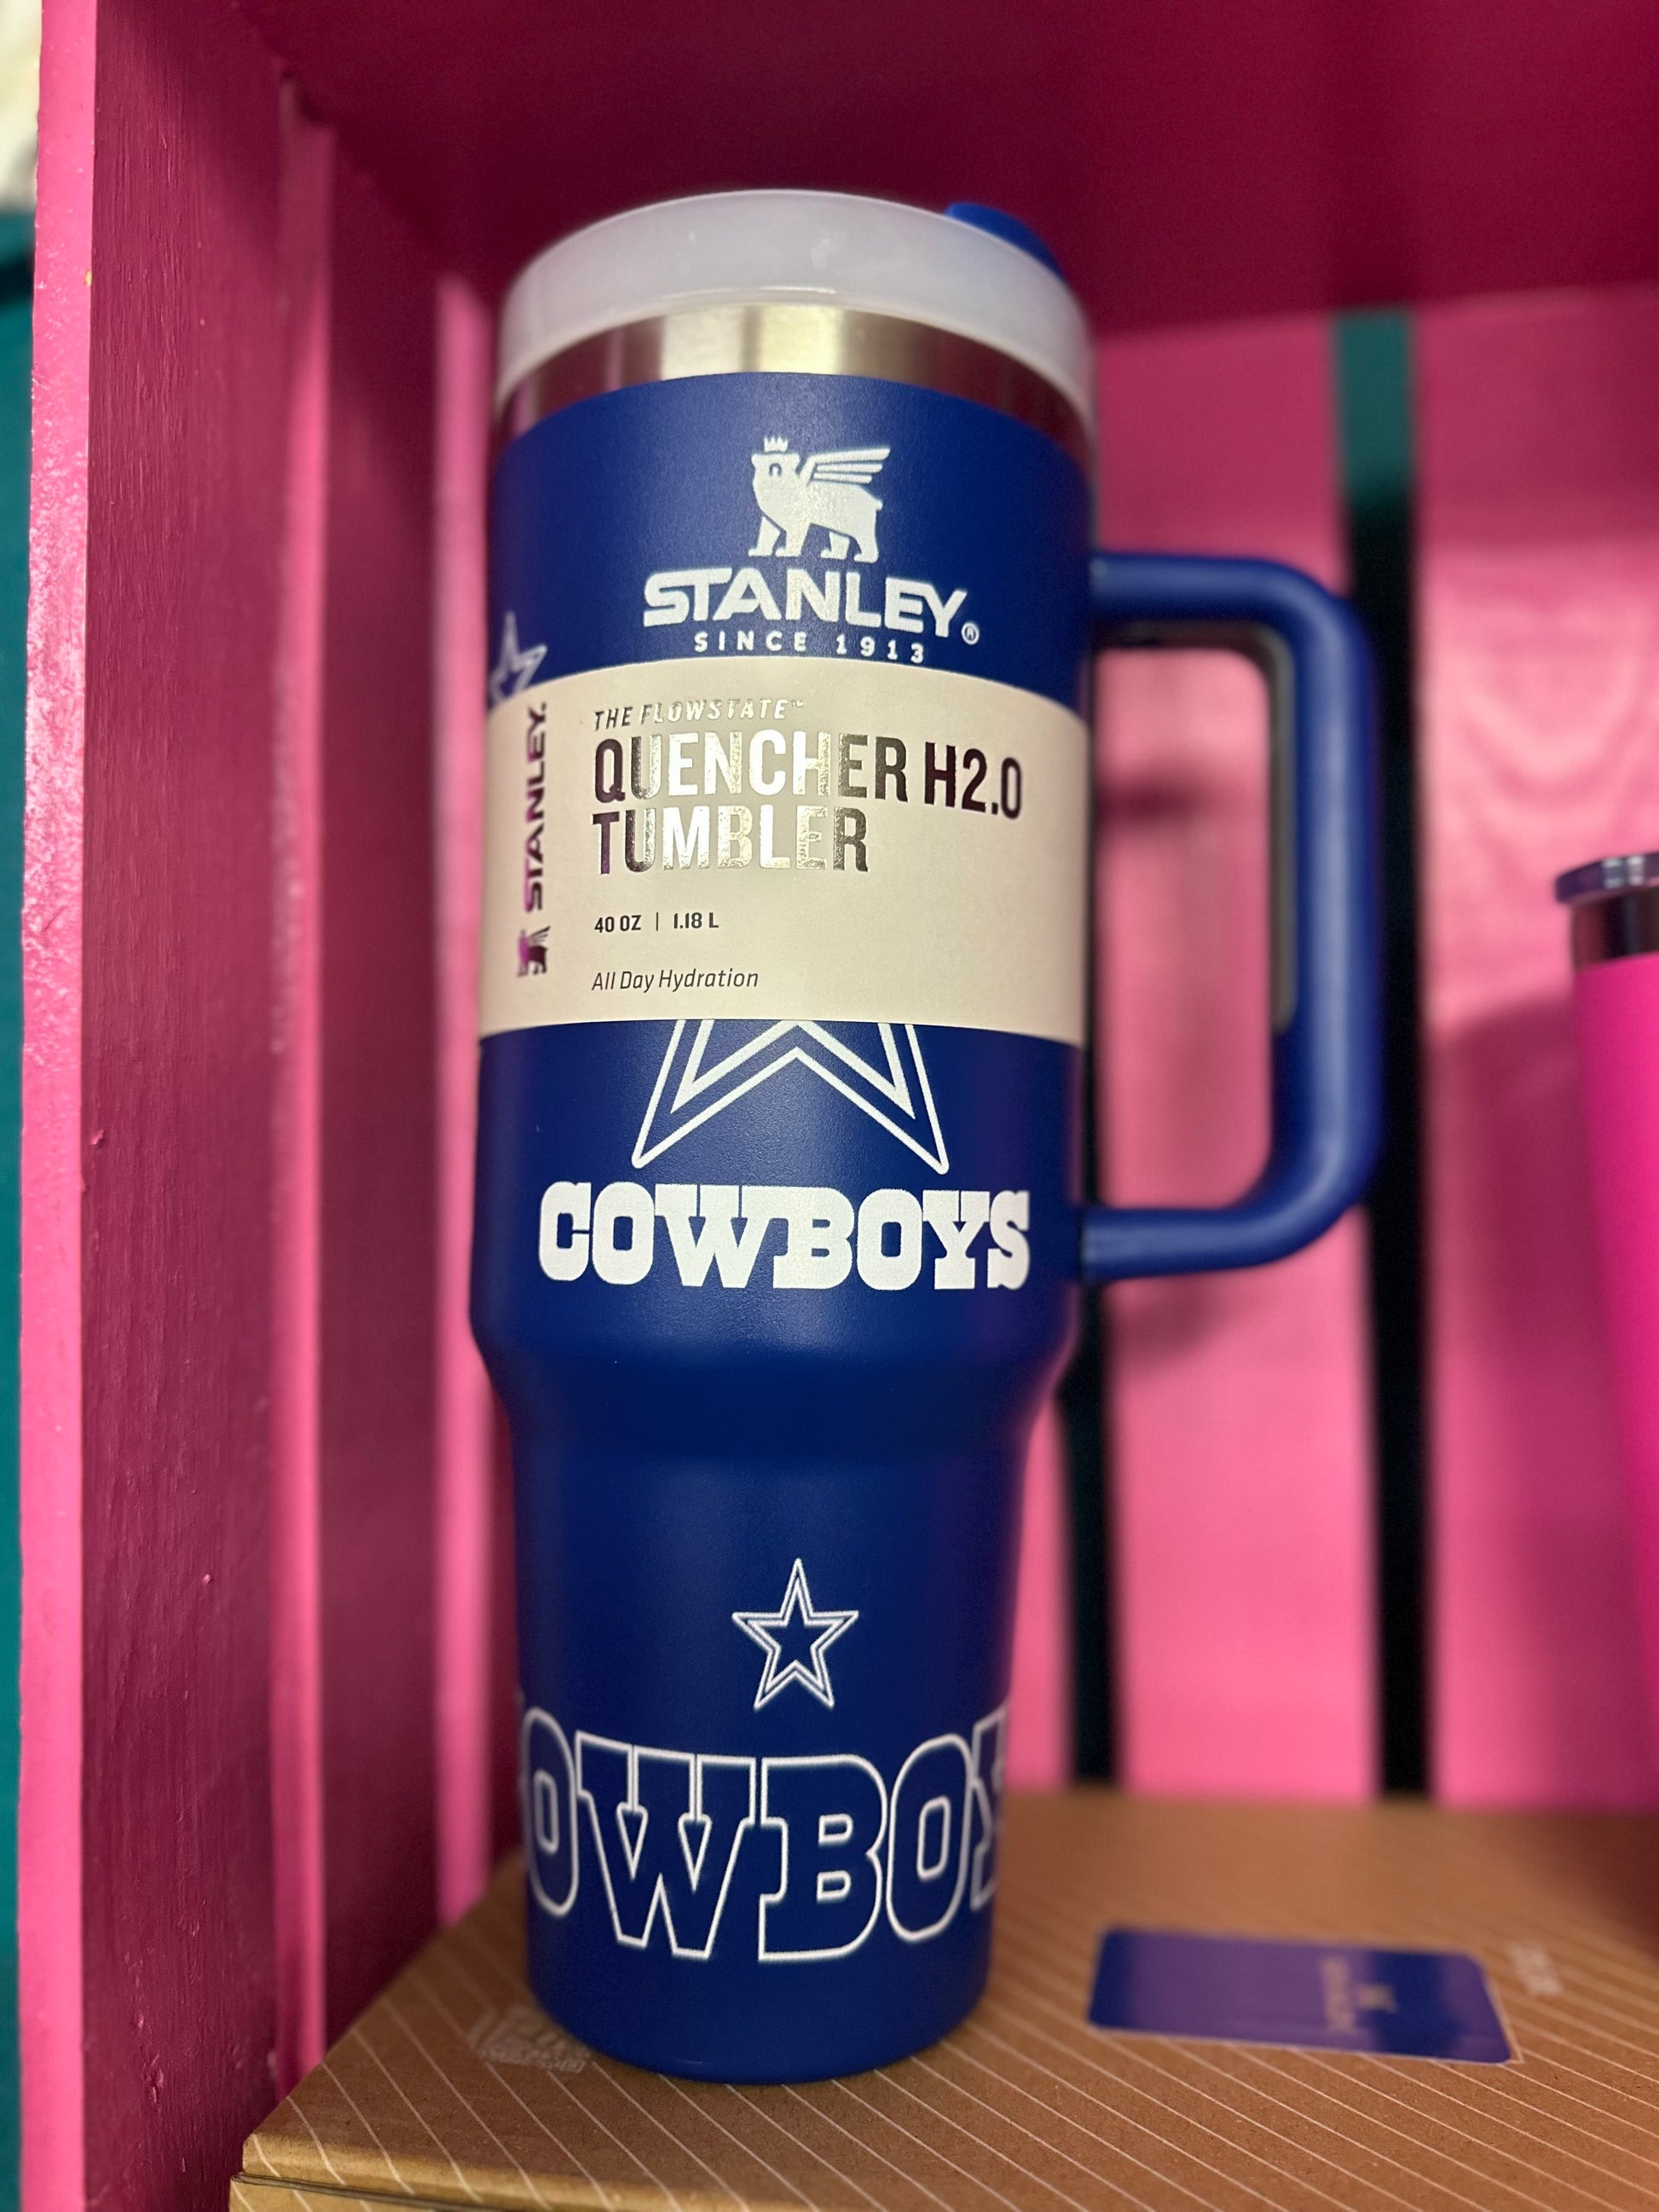 STANLEY®
SINCE 1913
STANLEY.
THE FLOWSTATE™
QUENCHER H2.0
TUMBLER
40 OZ | 1.18 L
All Day Hydration
COWBOYS
OWBOY